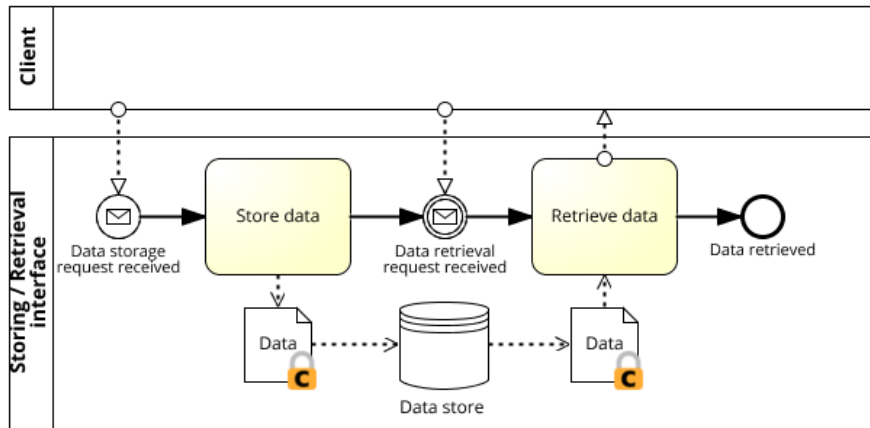 Client
Storing / Retrieval
interface
Data storage
request received
Store data
Data retrieval
request received
Retrieve data
Data retrieved
Data
C
Data store
Data
C